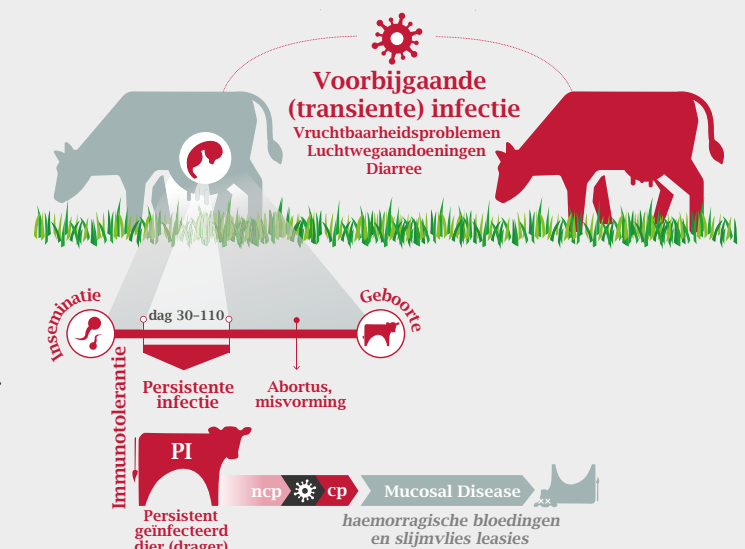 Voorbijgaande
(transiente) infectie
Vruchtbaarheidsproblemen
Luchtwegaandoeningen
Diarree
Inseminatie
dag 30–110
Geboorte
Immunotolerantie
Persistente
infectie
Abortus,
misvorming
PI
ncp
cp
Mucosal Disease
Persistent
geïnfecteerd
dier (drager)
haemorragische bloedingen
en slijmvlies leasies